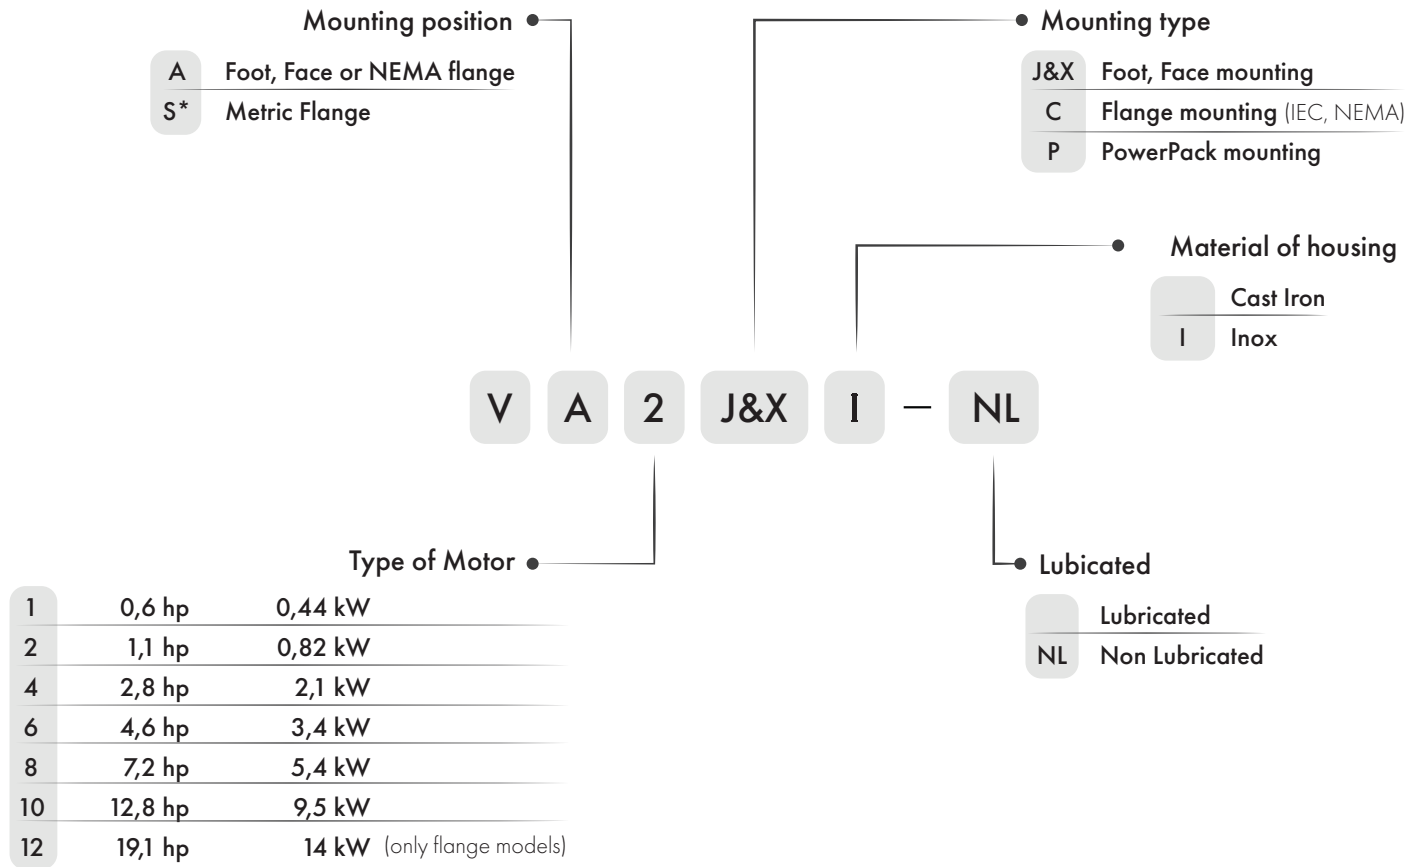 Mounting position
A Foot, Face or NEMA flange
S* Metric Flange
Mounting type
J&X Foot, Face mounting
C Flange mounting (IEC, NEMA)
P PowerPack mounting
Material of housing
Cast Iron
I Inox
V A 2 J&X I – NL
Type of Motor
1 0,6 hp 0,44 kW
2 1,1 hp 0,82 kW
4 2,8 hp 2,1 kW
6 4,6 hp 3,4 kW
8 7,2 hp 5,4 kW
10 12,8 hp 9,5 kW
12 19,1 hp 14 kW (only flange models)
Lubicated
Lubricated
NL Non Lubricated